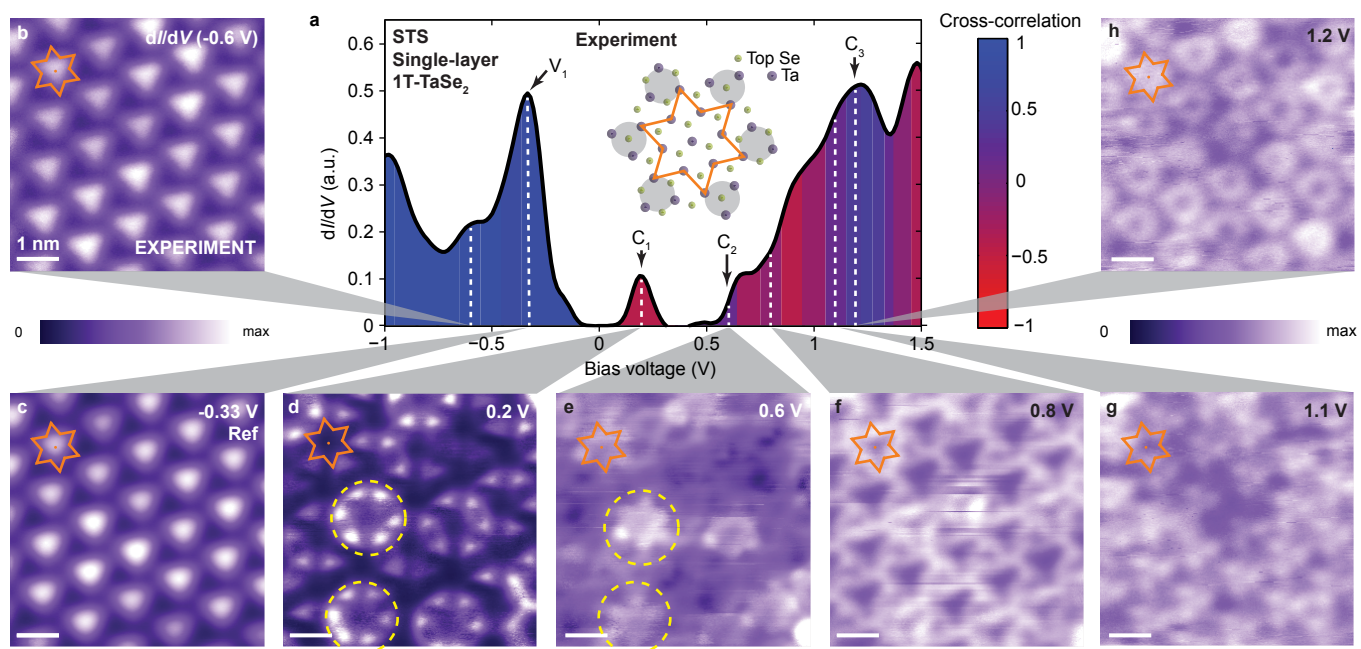 b
dI/dV (-0.6 V)
1 nm
EXPERIMENT
a
STS
Single-layer
1T-TaSe2
Experiment
Top Se
Ta
V1
C1
C2
C3
dI/dV (a.u.)
0.6
0.5
0.4
0.3
0.2
0.1
0
-1
-0.5
0
0.5
1
1.5
Bias voltage (V)
Cross-correlation
1
0.5
0
-0.5
-1
h
1.2 V
0
max
0
max
c
-0.33 V
Ref
d
0.2 V
e
0.6 V
f
0.8 V
g
1.1 V